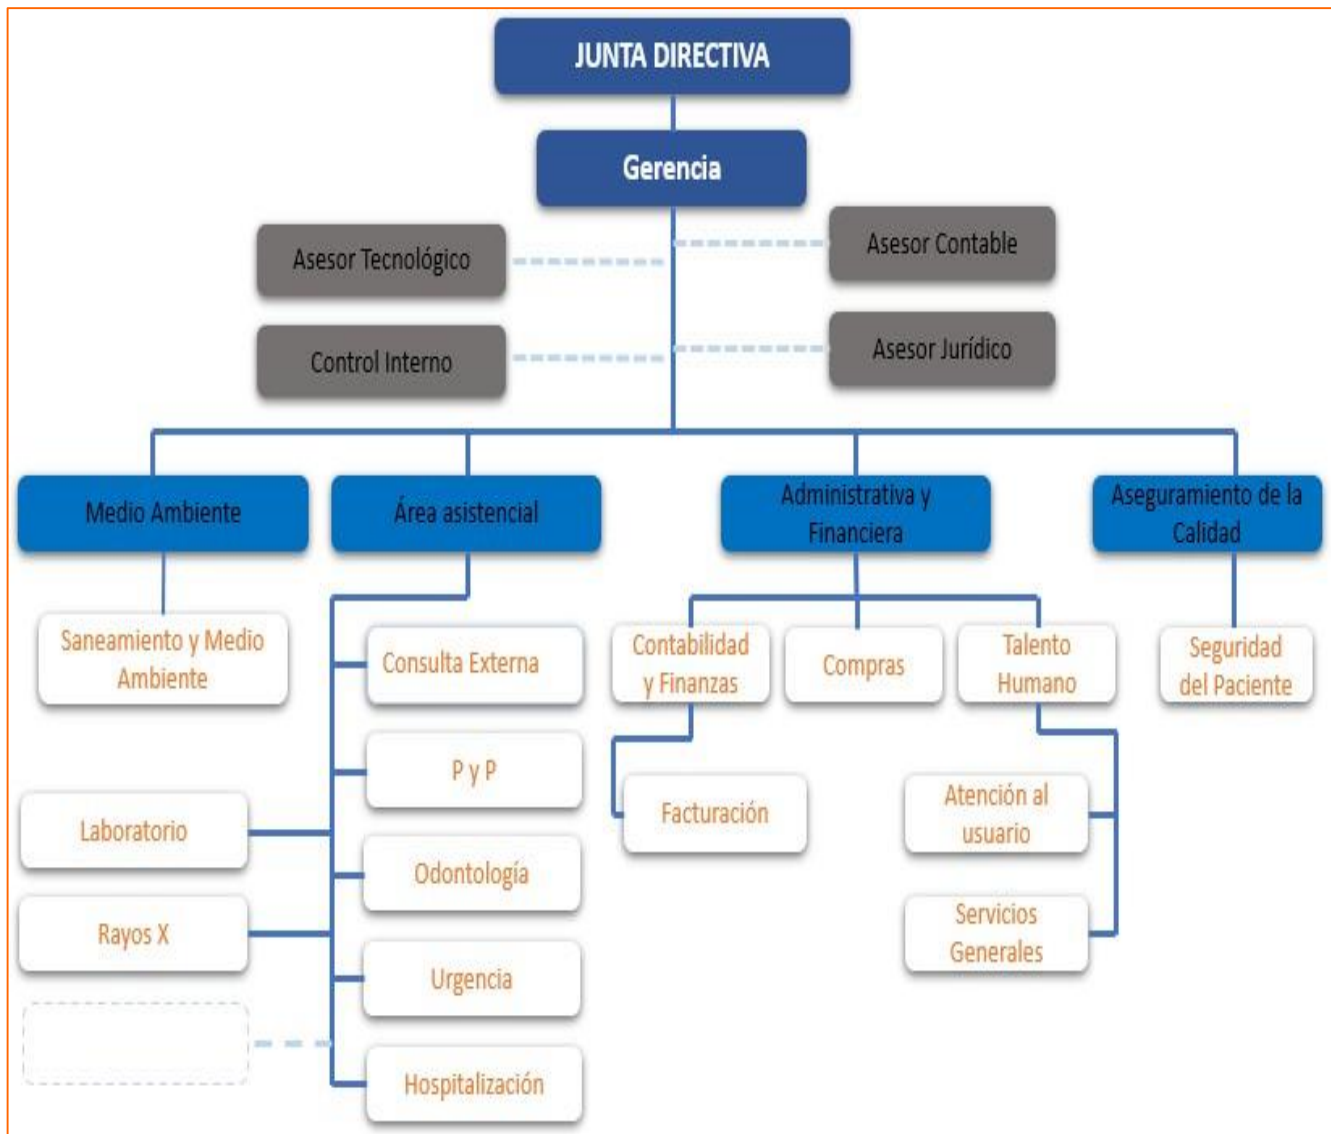 JUNTA DIRECTIVA
Gerencia
Asesor Tecnológico
Asesor Contable
Control Interno
Asesor Jurídico
Medio Ambiente
Área asistencial
Administrativa y
Financiera
Aseguramiento de la
Calidad
Saneamiento y Medio
Ambiente
Consulta Externa
Contabilidad
y Finanzas
Compras
Talento
Humano
Seguridad
del Paciente
P y P
Laboratorio
Facturación
Atención al
usuario
Odontología
Rayos X
Servicios
Generales
Urgencia
Hospitalización